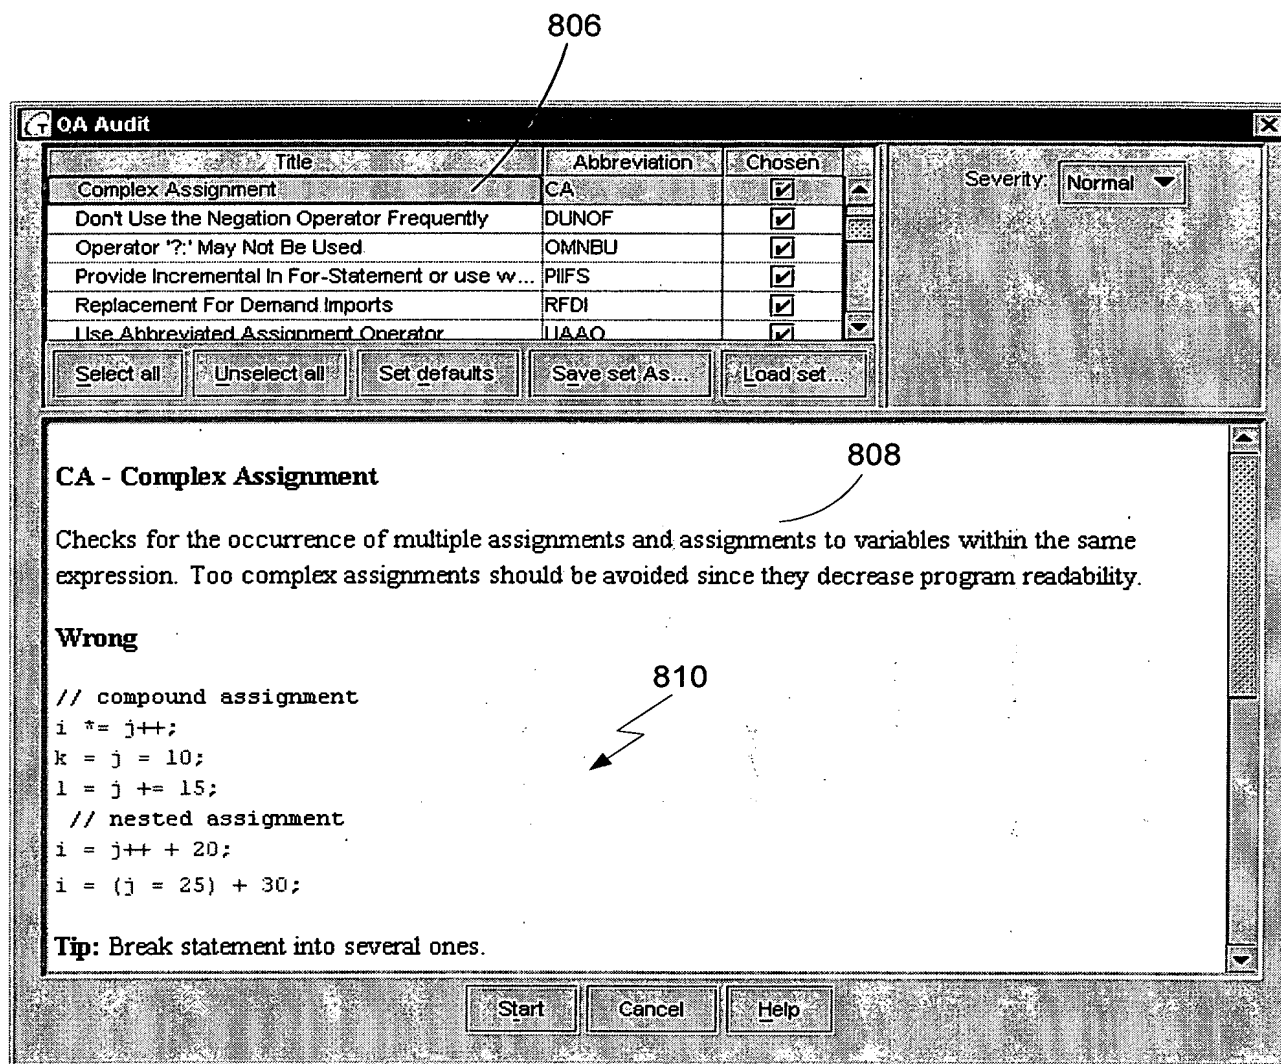 806
QA Audit
Title Abbreviation Chosen
Complex Assignment CA
Don't Use the Negation Operator Frequently DUNOF
Operator '?:' May Not Be Used OMNBU
Provide Incremental In For-Statement or use w... PIIFS
Replacement For Demand Imports RFDI
Use Abbreviated Assignment Operator UAAO
Severity: Normal
Select all Unselect all Set defaults Save set As... Load set...
808
CA - Complex Assignment
Checks for the occurrence of multiple assignments and assignments to variables within the same
expression. Too complex assignments should be avoided since they decrease program readability.
Wrong
810
// compound assignment
i *= j++;
k = j = 10;
l = j += 15;
// nested assignment
i = j++ + 20;
i = (j = 25) + 30;
Tip: Break statement into several ones.
Start Cancel Help